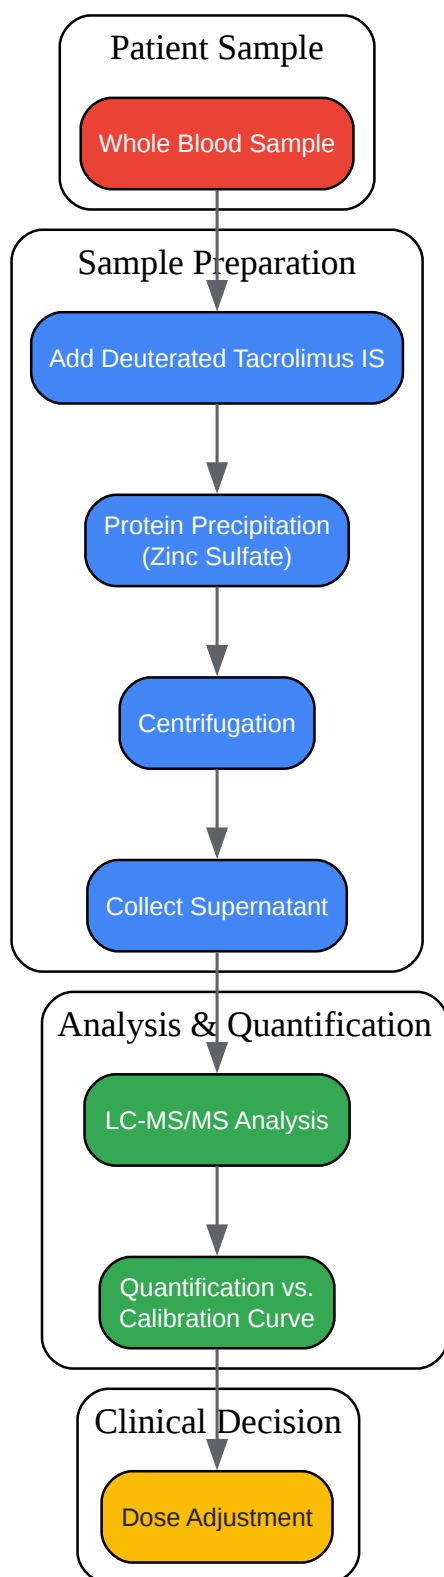 Patient Sample
Whole Blood Sample
Sample Preparation
Add Deuterated Tacrolimus IS
Protein Precipitation
(Zinc Sulfate)
Centrifugation
Collect Supernatant
Analysis & Quantification
LC-MS/MS Analysis
Quantification vs.
Calibration Curve
Clinical Decision
Dose Adjustment